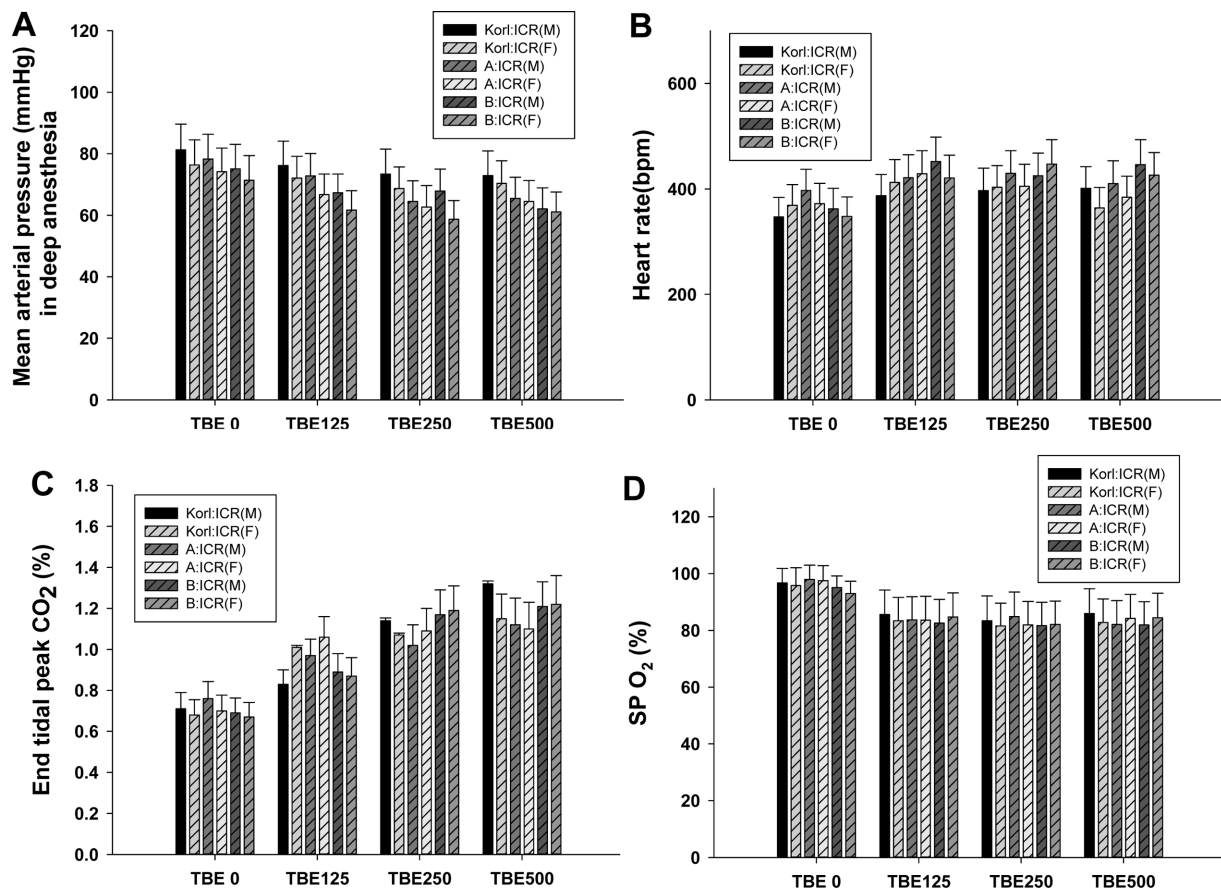 A
Mean arterial pressure (mmHg)
in deep anesthesia
120
100
80
60
40
20
0
Korl:ICR(M)
Korl:ICR(F)
A:ICR(M)
A:ICR(F)
B:ICR(M)
B:ICR(F)
TBE 0 TBE125 TBE250 TBE500
B
Heart rate(bpm)
600
400
200
0
Korl:ICR(M)
Korl:ICR(F)
A:ICR(M)
A:ICR(F)
B:ICR(M)
B:ICR(F)
TBE 0 TBE125 TBE250 TBE500
C
End tidal peak CO2 (%)
1.8
1.6
1.4
1.2
1.0
0.8
0.6
0.4
0.2
0.0
Korl:ICR(M)
Korl:ICR(F)
A:ICR(M)
A:ICR(F)
B:ICR(M)
B:ICR(F)
TBE 0 TBE125 TBE250 TBE500
D
SP O2 (%)
120
100
80
60
40
20
0
Korl:ICR(M)
Korl:ICR(F)
A:ICR(M)
A:ICR(F)
B:ICR(M)
B:ICR(F)
TBE 0 TBE125 TBE250 TBE500